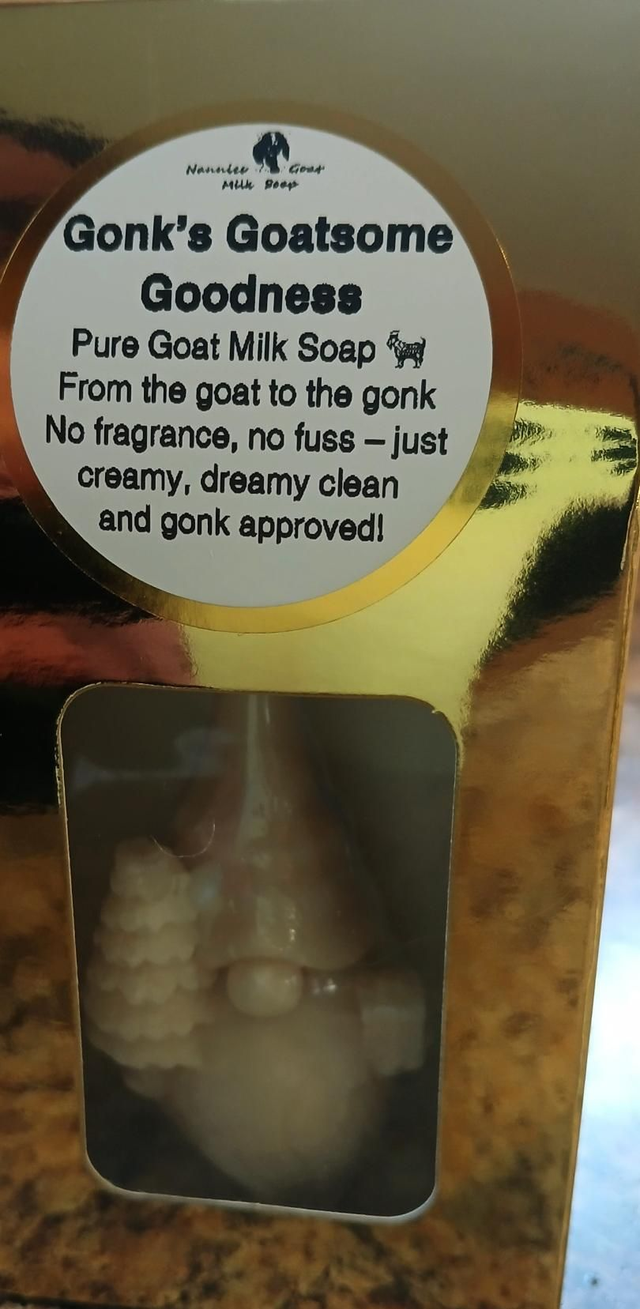 Nannies Goat
Milk Soap
Gonk's Goatsome
Goodness
Pure Goat Milk Soap
From the goat to the gonk
No fragrance, no fuss – just
creamy, dreamy clean
and gonk approved!